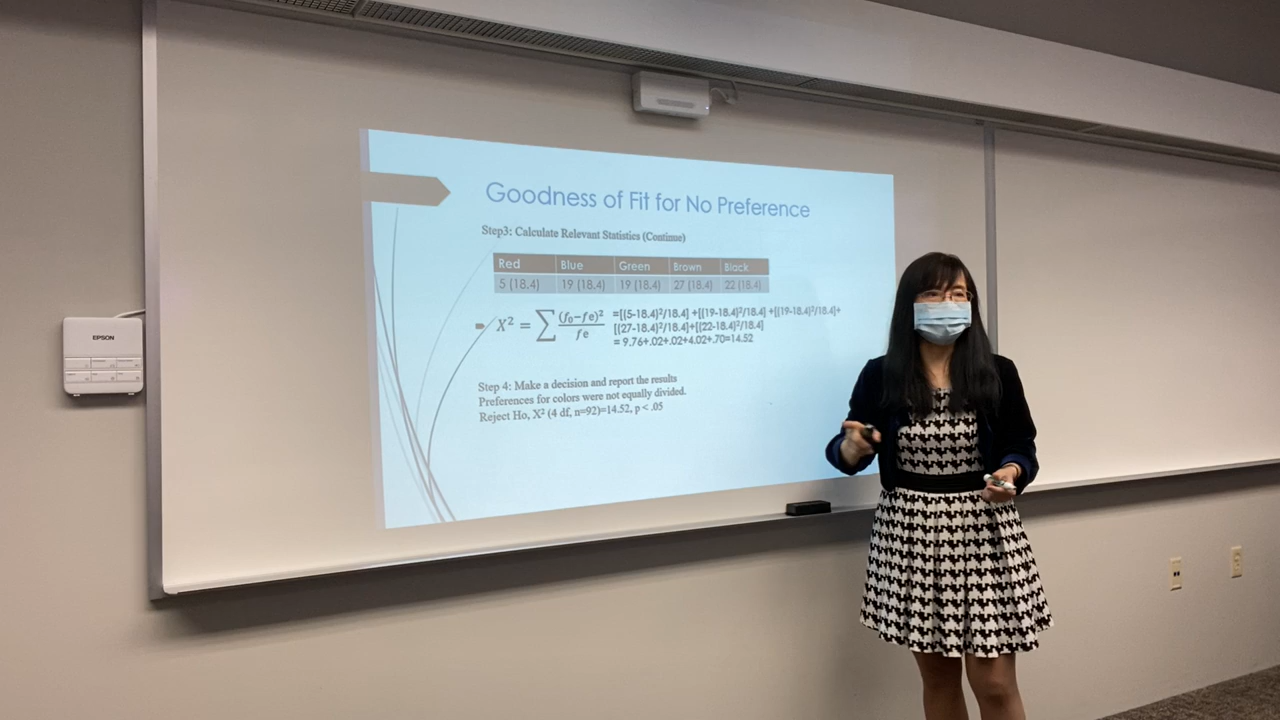 EPSON
Goodness of Fit for No Preference
Step3: Calculate Relevant Statistics (Continue)
Red Blue Green Brown Black
5 (18.4) 19 (18.4) 19 (18.4) 27 (18.4) 22 (18.4)
X² = ∑ (f₀-fe)²/fe
=[(5-18.4)²/18.4] +[(19-18.4)²/18.4] +[(19-18.4)²/18.4]+
[(27-18.4)²/18.4]+[(22-18.4)²/18.4]
= 9.76+.02+.02+4.02+.70=14.52
Step 4: Make a decision and report the results
Preferences for colors were not equally divided.
Reject Ho, X² (4 df, n=92)=14.52, p < .05